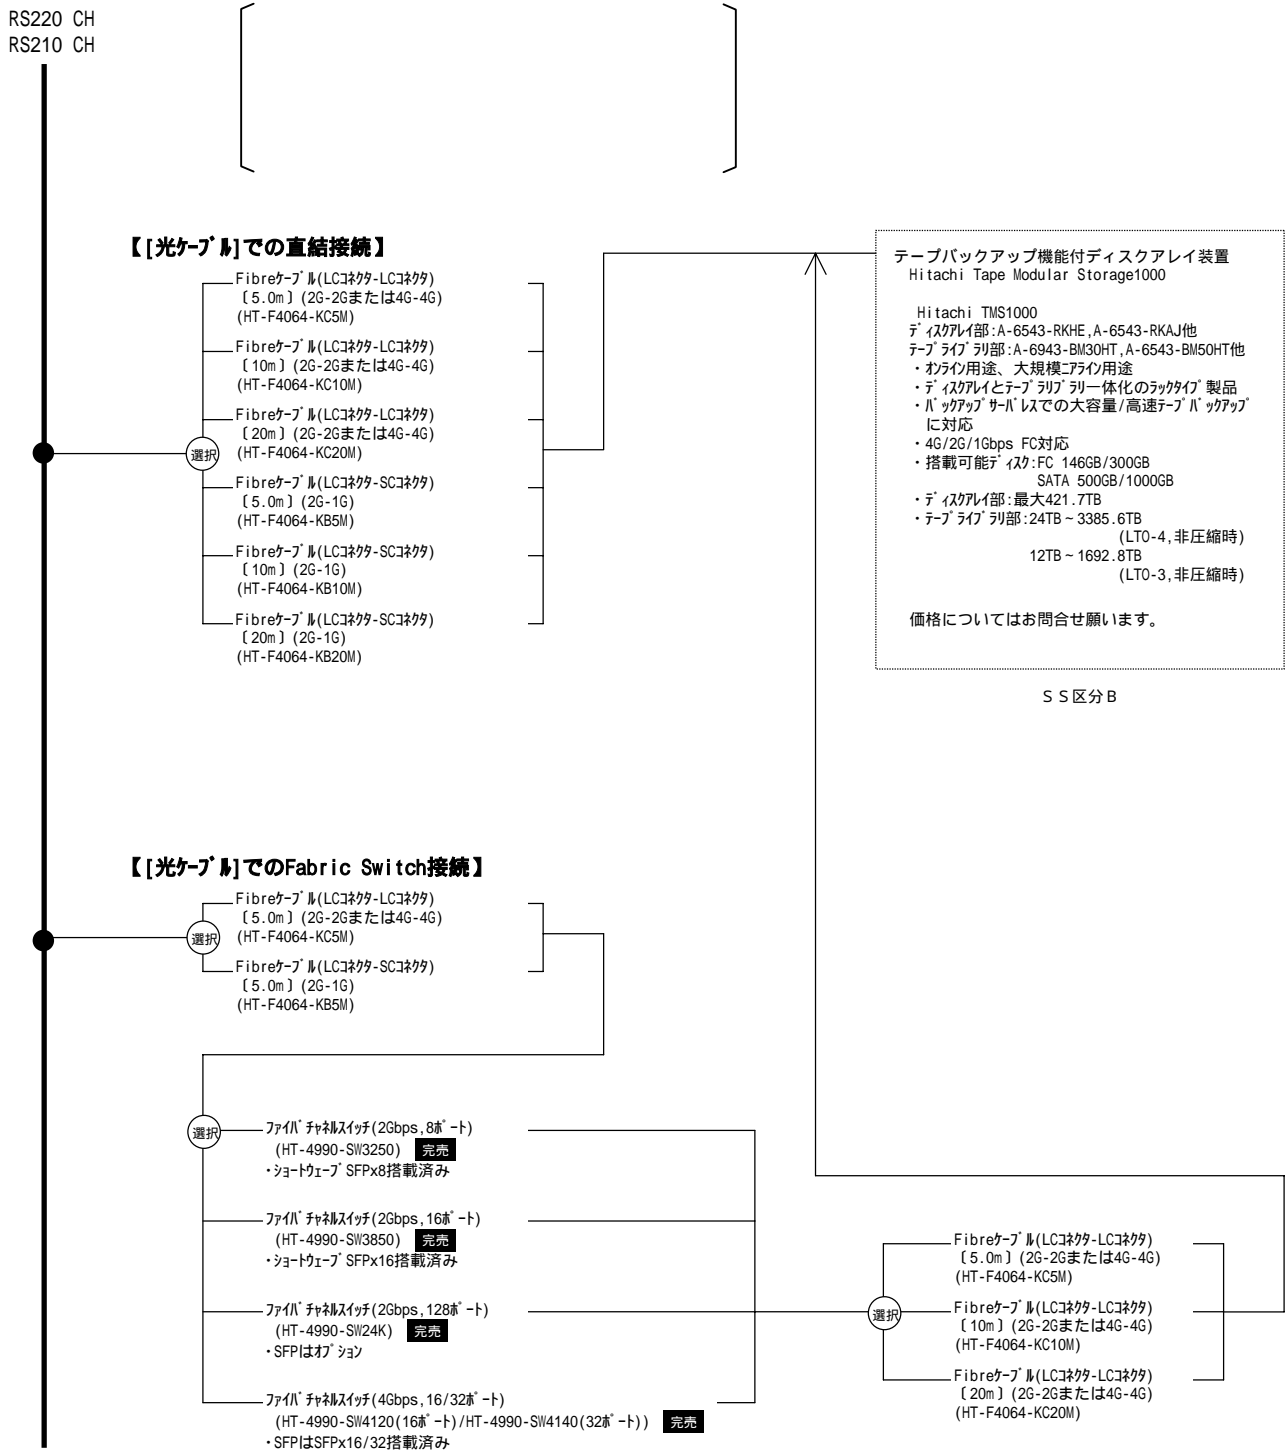 RS220 CH
RS210 CH
【[光ｹｰﾌﾞﾙ]での直結接続】
Fibreｹｰﾌﾞﾙ(LCｺﾈｸﾀ-LCｺﾈｸﾀ)
〔5.0m〕(2G-2Gまたは4G-4G)
(HT-F4064-KC5M)
Fibreｹｰﾌﾞﾙ(LCｺﾈｸﾀ-LCｺﾈｸﾀ)
〔10m〕(2G-2Gまたは4G-4G)
(HT-F4064-KC10M)
Fibreｹｰﾌﾞﾙ(LCｺﾈｸﾀ-LCｺﾈｸﾀ)
〔20m〕(2G-2Gまたは4G-4G)
(HT-F4064-KC20M)
選択
Fibreｹｰﾌﾞﾙ(LCｺﾈｸﾀ-SCｺﾈｸﾀ)
〔5.0m〕(2G-1G)
(HT-F4064-KB5M)
Fibreｹｰﾌﾞﾙ(LCｺﾈｸﾀ-SCｺﾈｸﾀ)
〔10m〕(2G-1G)
(HT-F4064-KB10M)
Fibreｹｰﾌﾞﾙ(LCｺﾈｸﾀ-SCｺﾈｸﾀ)
〔20m〕(2G-1G)
(HT-F4064-KB20M)
テープバックアップ機能付ディスクアレイ装置
Hitachi Tape Modular Storage1000
Hitachi TMS1000
ﾃﾞｨｽｸｱﾚｲ部:A-6543-RKHE,A-6543-RKAJ他
ﾃｰﾌﾟﾗｲﾌﾞﾗﾘ部:A-6943-BM30HT,A-6543-BM50HT他
・ｵﾝﾗｲﾝ用途、大規模ﾆｱﾗｲﾝ用途
・ﾃﾞｨｽｸｱﾚｲとﾃｰﾌﾟﾗﾘﾌﾞﾗﾘ一体化のﾗｯｸﾀｲﾌﾟ製品
・ﾊﾞｯｸｱｯﾌﾟｻｰﾊﾞﾚｽでの大容量/高速ﾃｰﾌﾟﾊﾞｯｸｱｯﾌﾟ
に対応
・4G/2G/1Gbps FC対応
・搭載可能ﾃﾞｨｽｸ:FC 146GB/300GB
SATA 500GB/1000GB
・ﾃﾞｨｽｸｱﾚｲ部:最大421.7TB
・ﾃｰﾌﾟﾗｲﾌﾞﾗﾘ部:24TB～3385.6TB
(LTO-4,非圧縮時)
12TB～1692.8TB
(LTO-3,非圧縮時)
価格についてはお問合せ願います。
ＳＳ区分Ｂ
【[光ｹｰﾌﾞﾙ]でのFabric Switch接続】
Fibreｹｰﾌﾞﾙ(LCｺﾈｸﾀ-LCｺﾈｸﾀ)
〔5.0m〕(2G-2Gまたは4G-4G)
(HT-F4064-KC5M)
選択
Fibreｹｰﾌﾞﾙ(LCｺﾈｸﾀ-SCｺﾈｸﾀ)
〔5.0m〕(2G-1G)
(HT-F4064-KB5M)
選択
ﾌｧｲﾊﾞﾁｬﾈﾙｽｲｯﾁ(2Gbps,8ﾎﾟｰﾄ)
(HT-4990-SW3250) 完売
・ｼｮｰﾄｳｪｰﾌﾞSFPx8搭載済み
ﾌｧｲﾊﾞﾁｬﾈﾙｽｲｯﾁ(2Gbps,16ﾎﾟｰﾄ)
(HT-4990-SW3850) 完売
・ｼｮｰﾄｳｪｰﾌﾞSFPx16搭載済み
ﾌｧｲﾊﾞﾁｬﾈﾙｽｲｯﾁ(2Gbps,128ﾎﾟｰﾄ)
(HT-4990-SW24K) 完売
・SFPはｵﾌﾟｼｮﾝ
ﾌｧｲﾊﾞﾁｬﾈﾙｽｲｯﾁ(4Gbps,16/32ﾎﾟｰﾄ)
(HT-4990-SW4120(16ﾎﾟｰﾄ)/HT-4990-SW4140(32ﾎﾟｰﾄ)) 完売
・SFPはSFPx16/32搭載済み
Fibreｹｰﾌﾞﾙ(LCｺﾈｸﾀ-LCｺﾈｸﾀ)
〔5.0m〕(2G-2Gまたは4G-4G)
(HT-F4064-KC5M)
選択
Fibreｹｰﾌﾞﾙ(LCｺﾈｸﾀ-LCｺﾈｸﾀ)
〔10m〕(2G-2Gまたは4G-4G)
(HT-F4064-KC10M)
Fibreｹｰﾌﾞﾙ(LCｺﾈｸﾀ-LCｺﾈｸﾀ)
〔20m〕(2G-2Gまたは4G-4G)
(HT-F4064-KC20M)